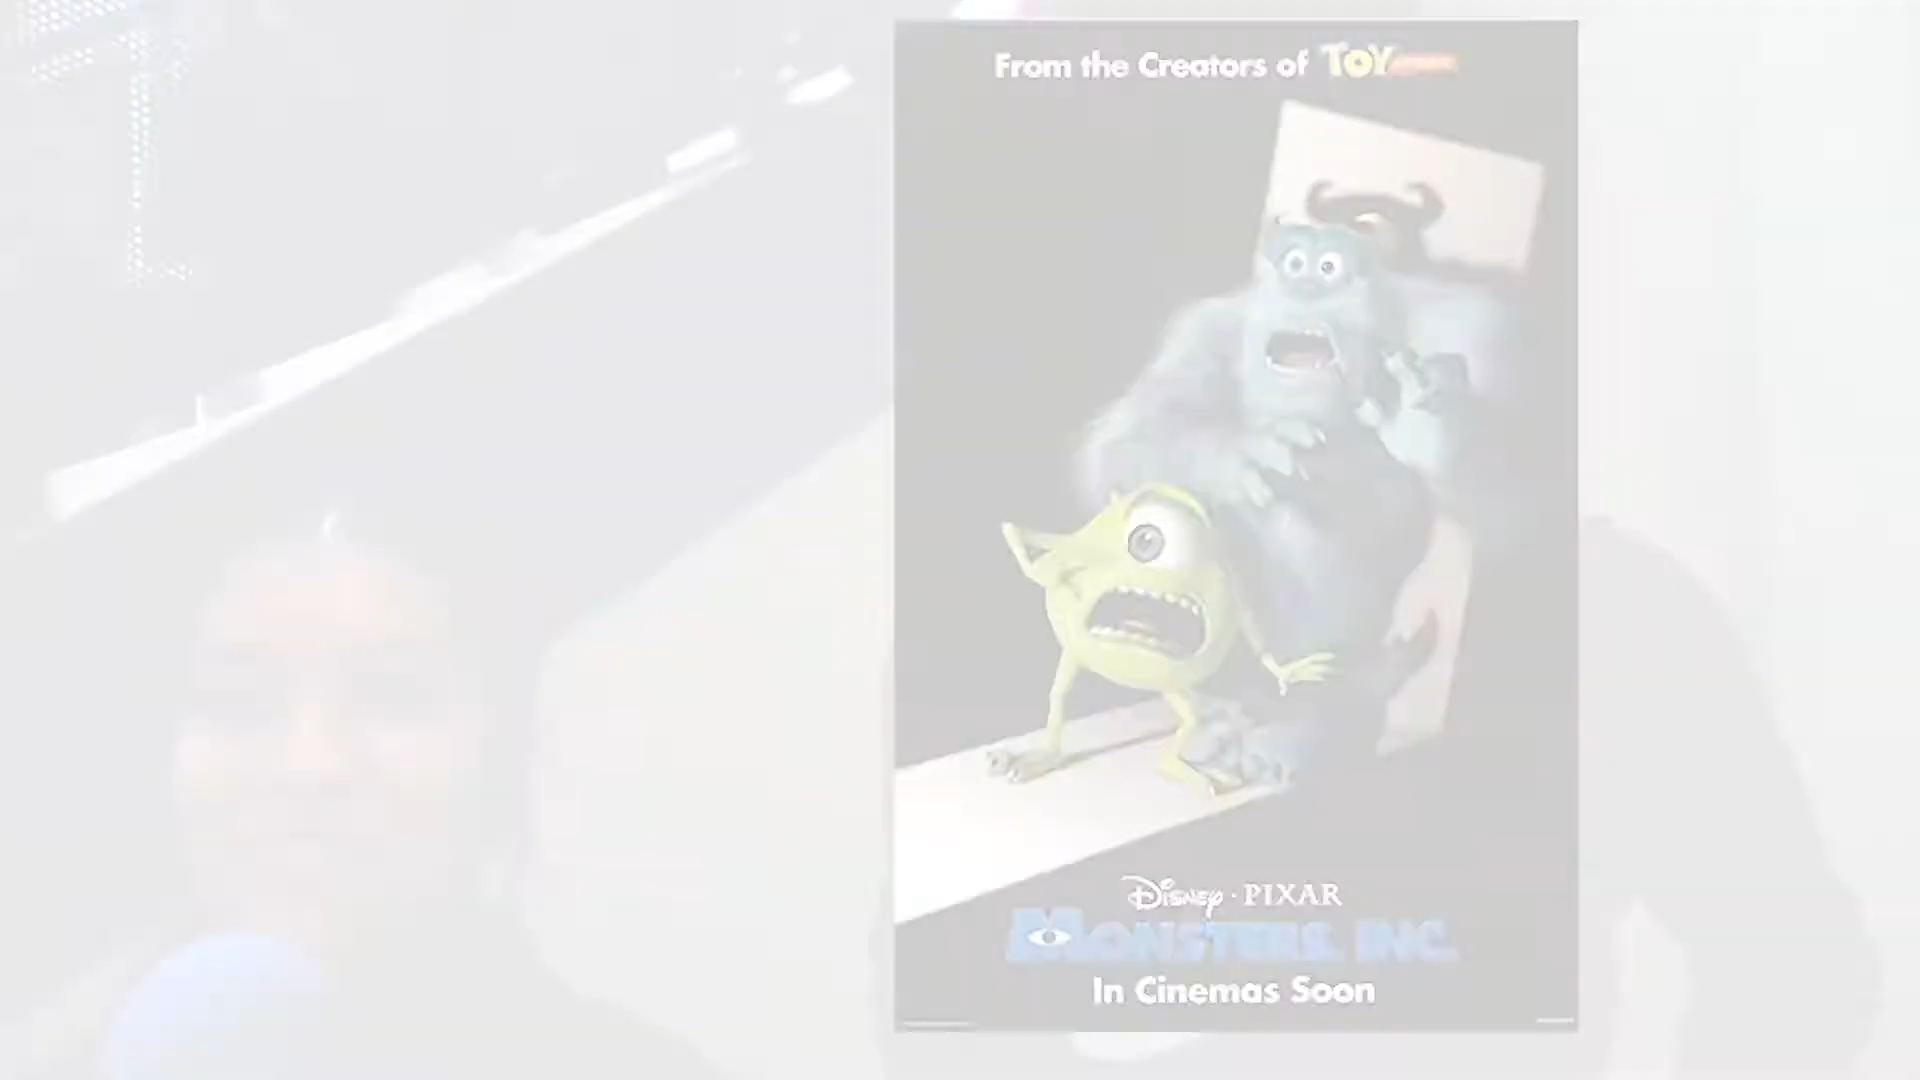 From the Creators of TOY
DISNEY · PIXAR
MONSTERS, INC.
In Cinemas Soon